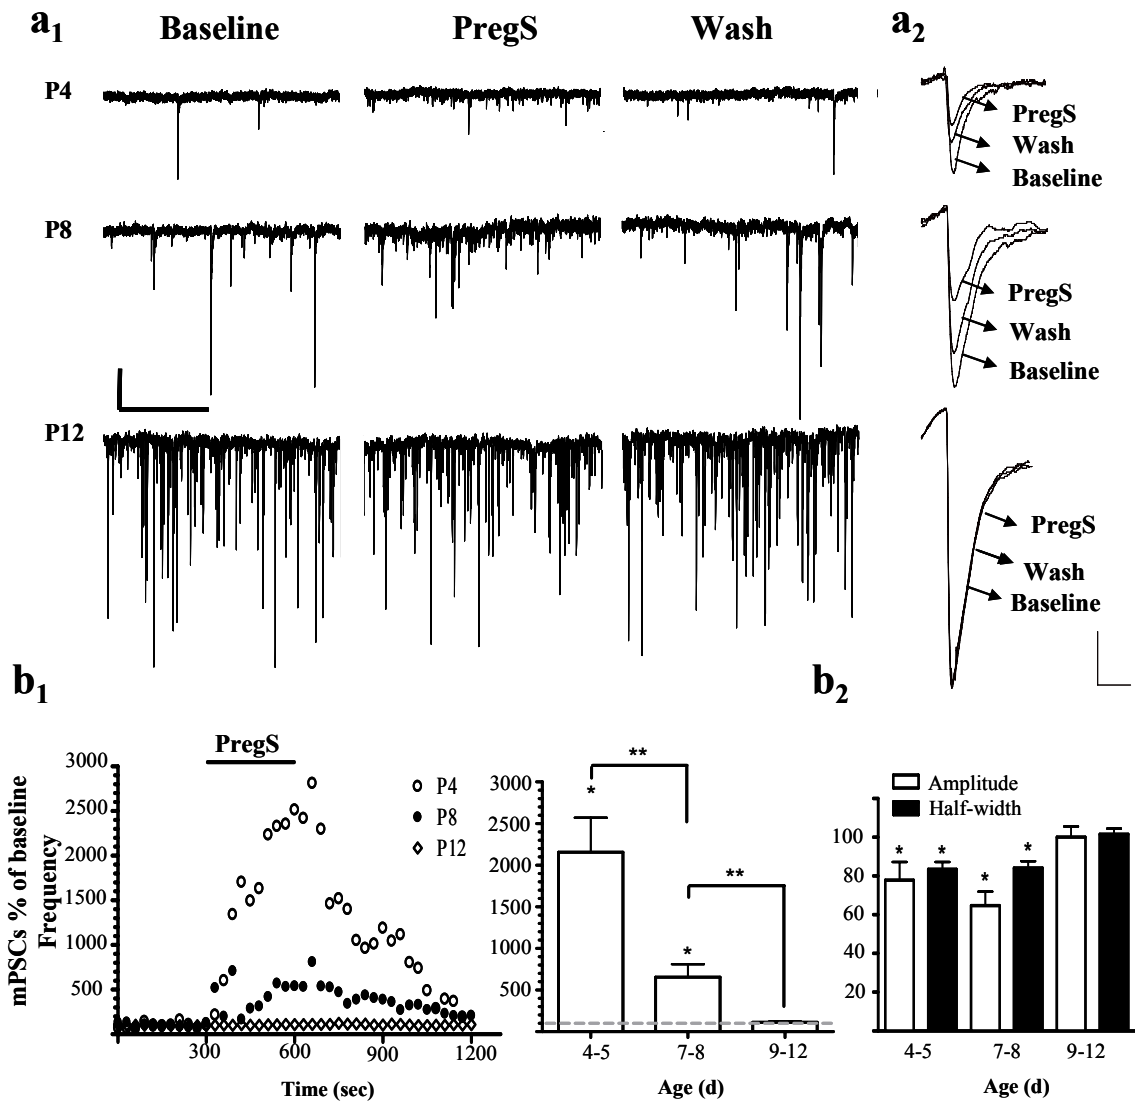 a1 Baseline PregS Wash a2
P4
PregS
Wash
Baseline
P8
PregS
Wash
Baseline
P12
PregS
Wash
Baseline
b1 b2
mPSCs % of baseline
Frequency
PregS
3000
2500
2000
1500
1000
500
P4
P8
P12
300 600 900 1200
Time (sec)
3000
2500
2000
1500
1000
500
*
**
*
**
4-5 7-8 9-12
Age (d)
Amplitude
Half-width
100
80
60
40
20
* * * *
4-5 7-8 9-12
Age (d)